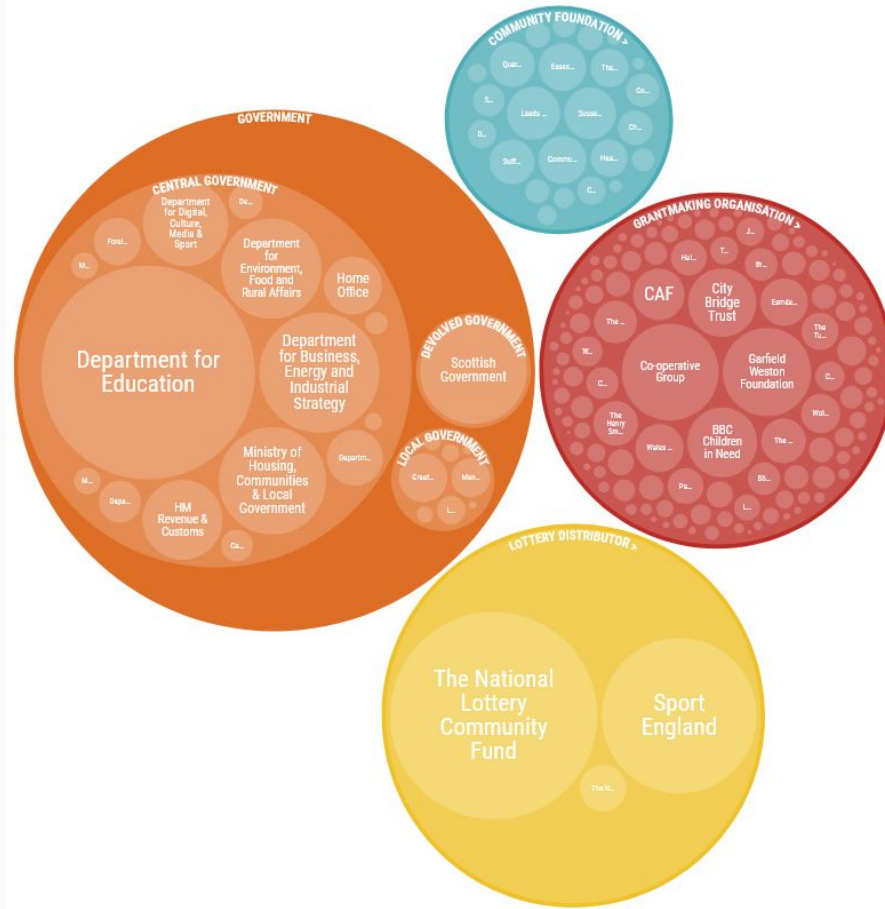 COMMUNITY FOUNDATION >
Quar...
Essex...
The...
Co...
S...
Leeds ...
Susse...
Ch...
D...
Suff...
Commu...
Hea...
C...
GOVERNMENT
CENTRAL GOVERNMENT
Department
for Digital,
Culture,
Media &
Sport
De...
Forei...
M...
Department
for
Environment,
Food and
Rural Affairs
Home
Office
Department for
Education
Department
for Business,
Energy and
Industrial
Strategy
Ministry of
Housing,
Communities
& Local
Government
Departm...
M...
Depa...
HM
Revenue &
Customs
Ca...
DEVOLVED GOVERNMENT
Scottish
Government
LOCAL GOVERNMENT
Great...
Man...
L...
GRANTMAKING ORGANISATION >
J...
T...
Hal...
Bt...
CAF
City
Bridge
Trust
Esmée...
The ...
The
Tu...
W...
Co-operative
Group
Garfield
Weston
Foundation
C...
C...
Wol...
The
Henry
Sm...
BBC
Children
in Need
Wales ...
The ...
Pa...
L...
LOTTERY DISTRIBUTOR >
The National
Lottery
Community
Fund
Sport
England
The N...